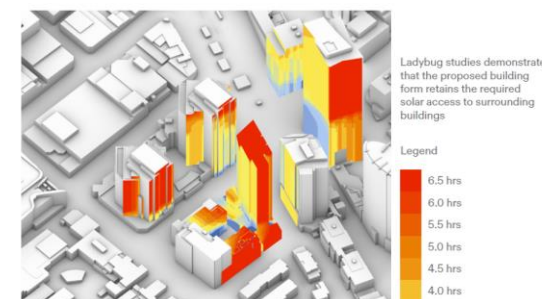 Ladybug studies demonstrate
that the proposed building
form retains the required
solar access to surrounding
buildings
Legend
6.5 hrs
6.0 hrs
5.5 hrs
5.0 hrs
4.5 hrs
4.0 hrs